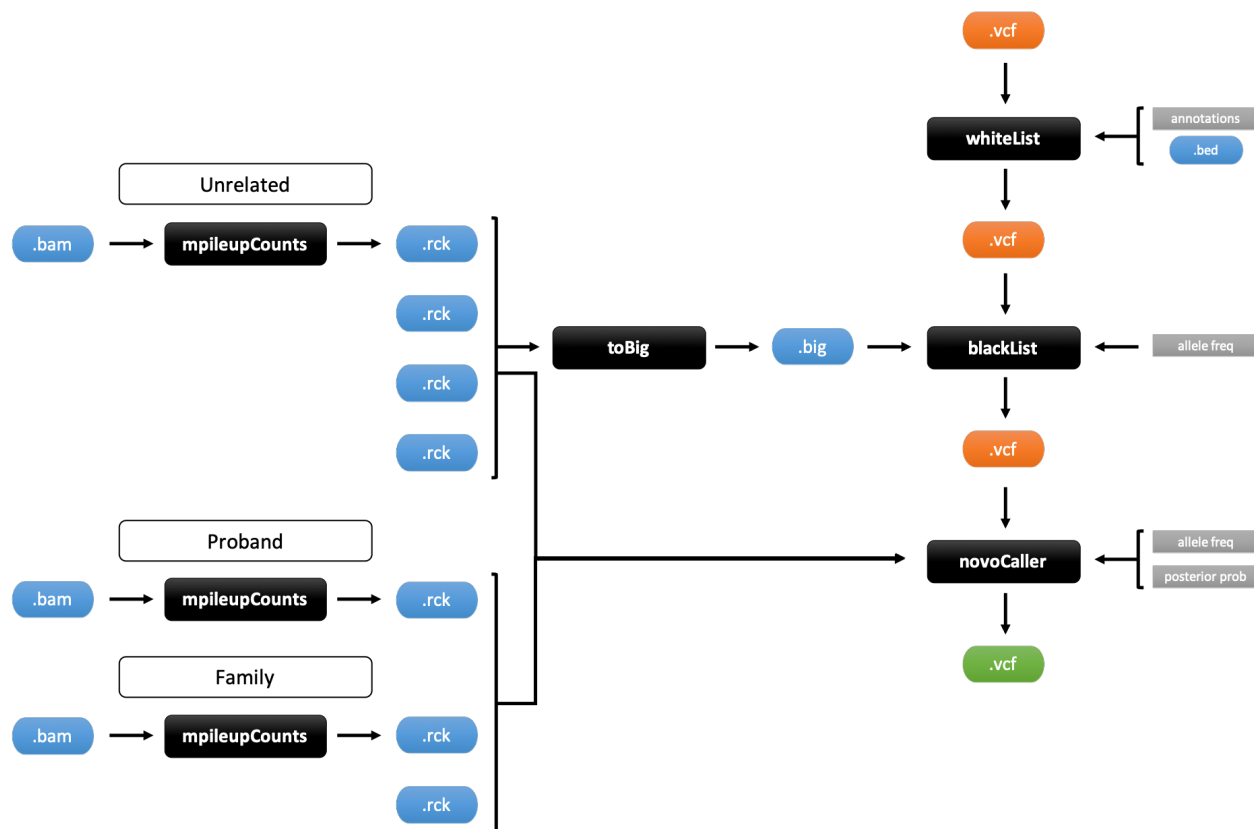 .vcf
annotations
whiteList
.bed
Unrelated
.bam
mpileupCounts
.rck
.vcf
.rck
toBig
.big
blackList
allele freq
.rck
.rck
.vcf
Proband
allele freq
novoCaller
posterior prob
.bam
mpileupCounts
.rck
Family
.vcf
.bam
mpileupCounts
.rck
.rck